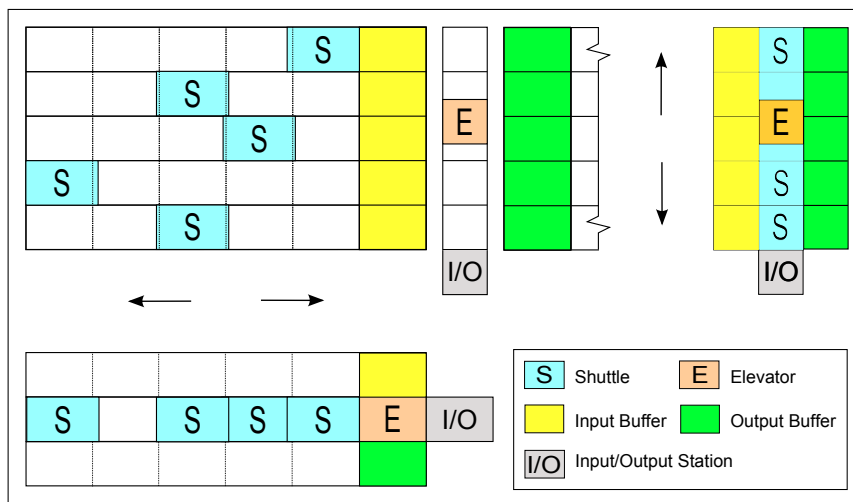 S
S
S
S
S
E
I/O
S
E
S
S
I/O
S S S S E I/O
S Shuttle E Elevator
Input Buffer Output Buffer
I/O Input/Output Station